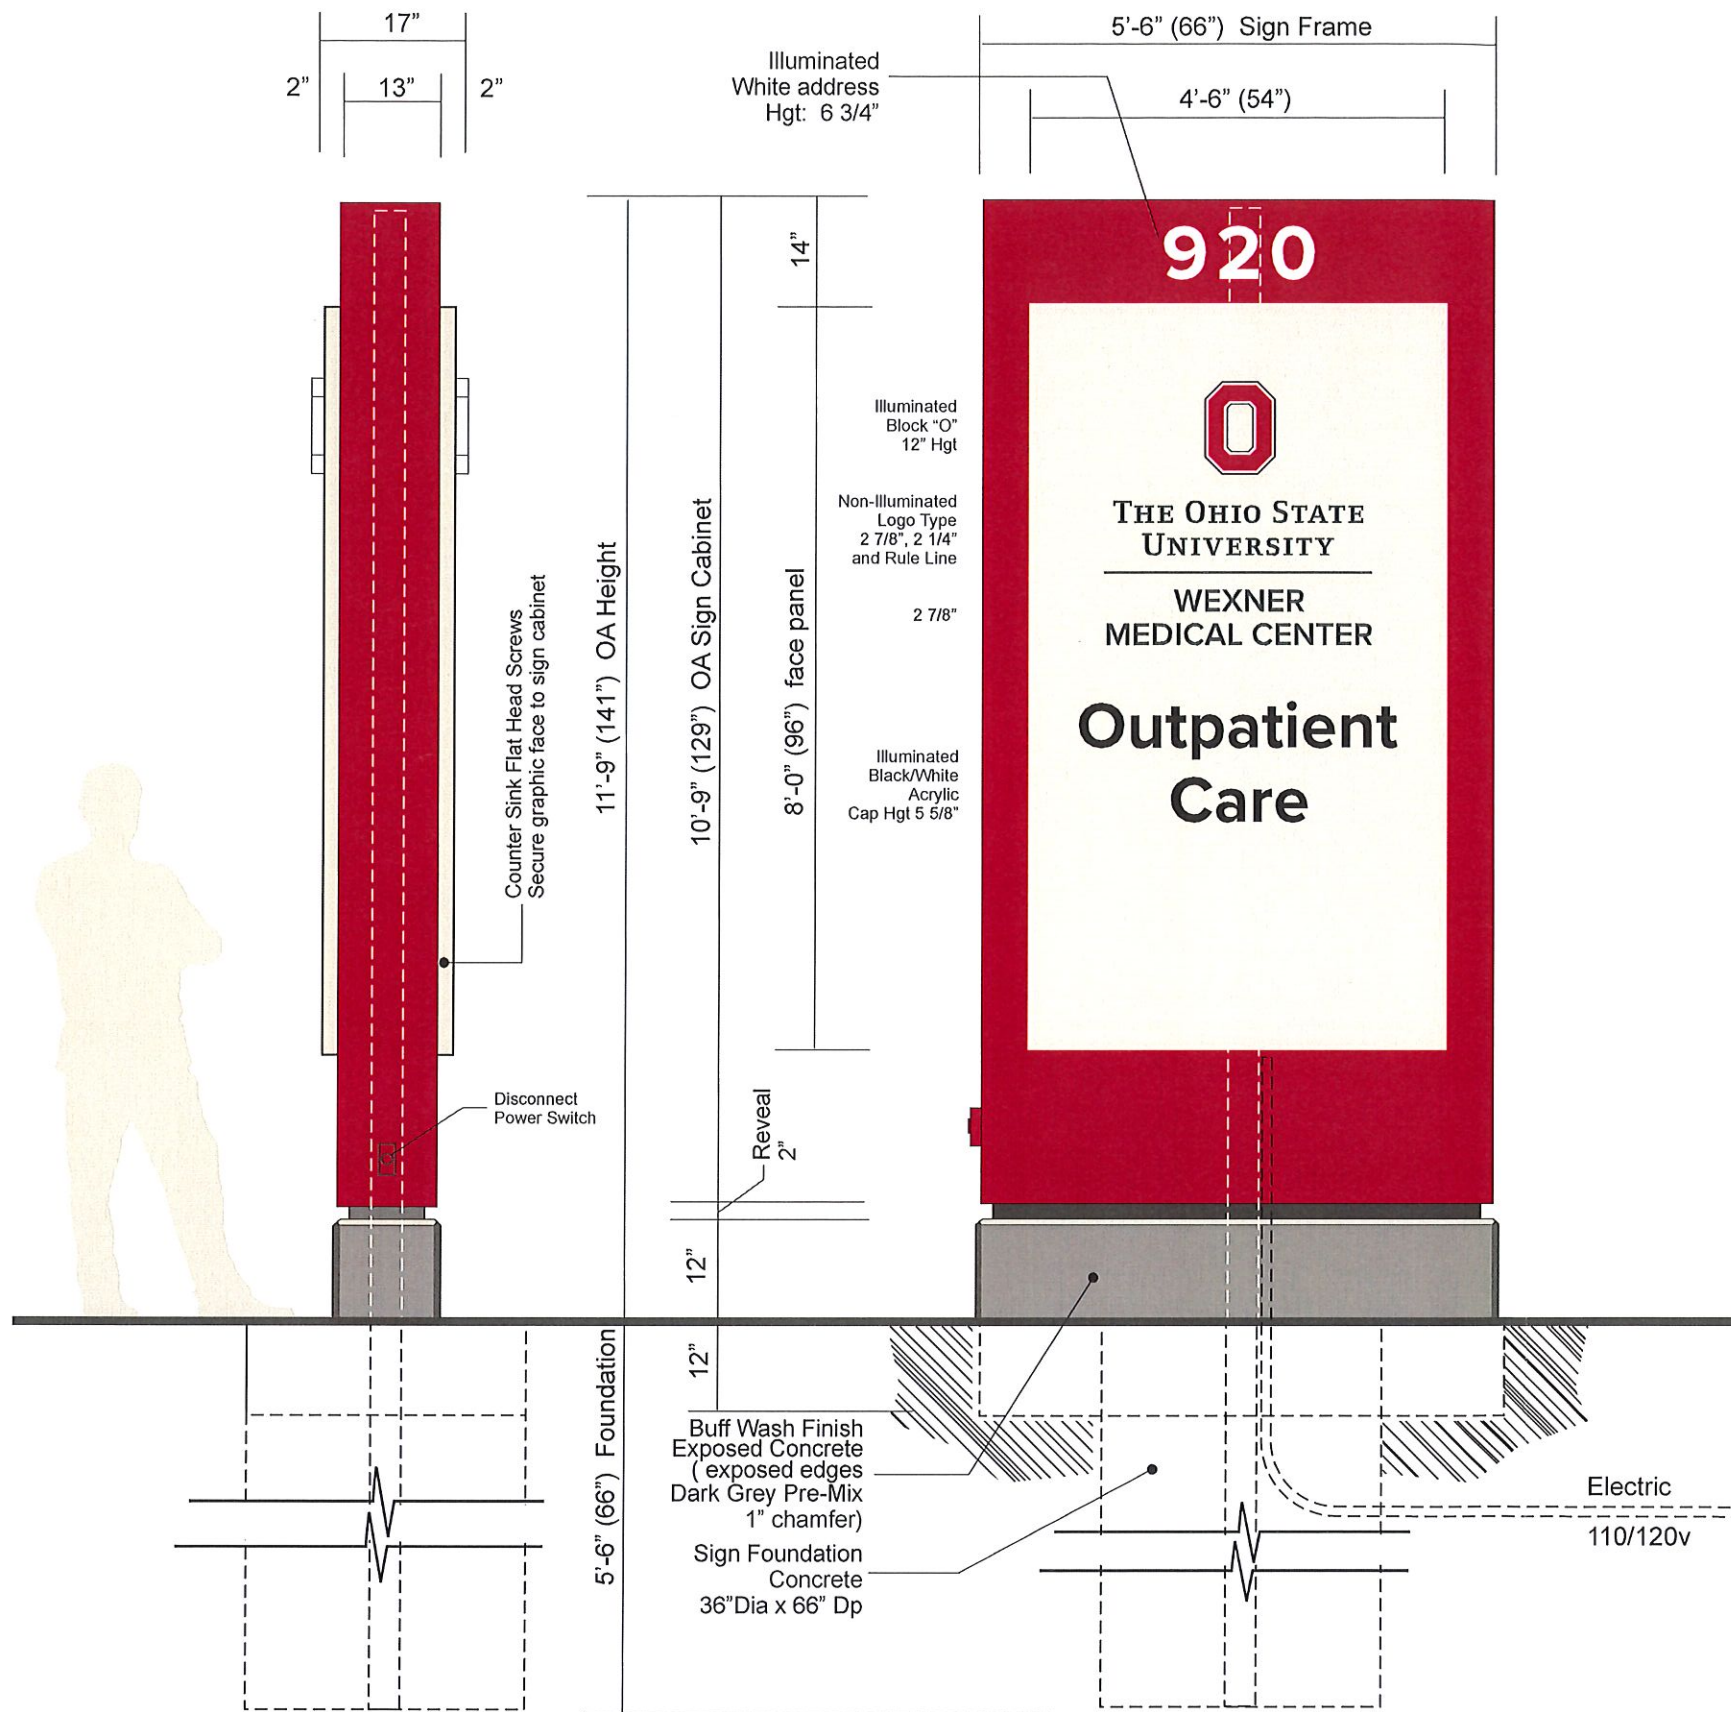 17”
2”
13”
2”
Illuminated
White address
Hgt: 6 3/4”
5’-6” (66”) Sign Frame
4’-6” (54”)
920
14”
Illuminated
Block “O”
12” Hgt
Non-Illuminated
Logo Type
2 7/8”, 2 1/4”
and Rule Line
2 7/8”
Illuminated
Black/White
Acrylic
Cap Hgt 5 5/8”
O
THE OHIO STATE
UNIVERSITY
WEXNER
MEDICAL CENTER
Outpatient
Care
Counter Sink Flat Head Screws
Secure graphic face to sign cabinet
11’-9” (141”) OA Height
10’-9” (129”) OA Sign Cabinet
8’-0” (96”) face panel
Disconnect
Power Switch
Reveal
2”
12”
12”
5’-6” (66”) Foundation
Buff Wash Finish
Exposed Concrete
( exposed edges
Dark Grey Pre-Mix
1” chamfer)
Sign Foundation
Concrete
36”Dia x 66” Dp
Electric
110/120v